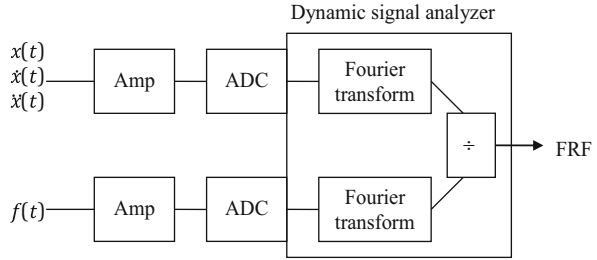 Dynamic signal analyzer
x(t)
ẋ(t)
ẍ(t)
Amp
ADC
Fourier
transform
÷
FRF
f(t)
Amp
ADC
Fourier
transform